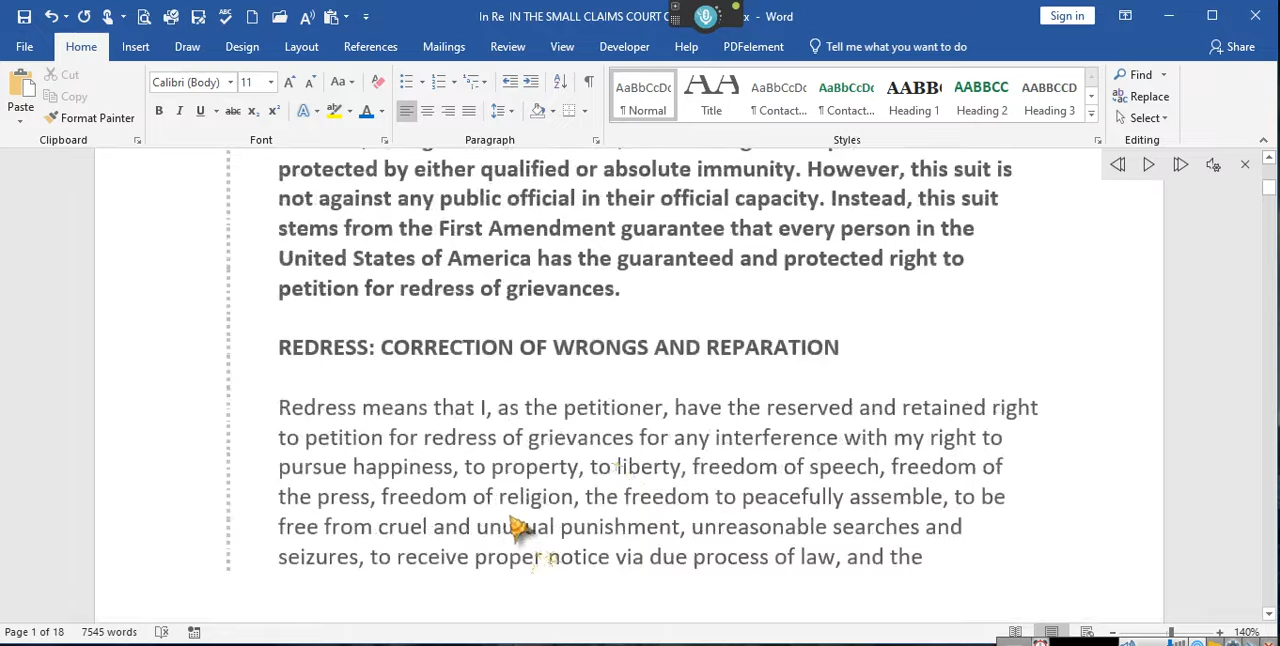 In Re IN THE SMALL CLAIMS COURT
x - Word
Sign in
File Home Insert Draw Design Layout References Mailings Review View Developer Help PDFelement Tell me what you want to do Share
Paste
Cut
Copy
Format Painter
Calibri (Body) 11
AaBbCcDc AAl AaBbCcDc AaBbCcDc AABB( AABBCC AABBCCD
¶ Normal Title ¶ Contact... ¶ Contact... Heading 1 Heading 2 Heading 3
Find
Replace
Select
Clipboard Font Paragraph Styles Editing
protected by either qualified or absolute immunity. However, this suit is
not against any public official in their official capacity. Instead, this suit
stems from the First Amendment guarantee that every person in the
United States of America has the guaranteed and protected right to
petition for redress of grievances.
REDRESS: CORRECTION OF WRONGS AND REPARATION
Redress means that I, as the petitioner, have the reserved and retained right
to petition for redress of grievances for any interference with my right to
pursue happiness, to property, to liberty, freedom of speech, freedom of
the press, freedom of religion, the freedom to peacefully assemble, to be
free from cruel and unusual punishment, unreasonable searches and
seizures, to receive proper notice via due process of law, and the
Page 1 of 18 7545 words 140%